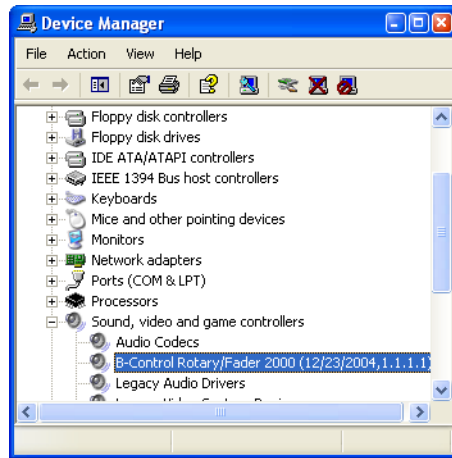 Device Manager
File Action View Help
Floppy disk controllers
Floppy disk drives
IDE ATA/ATAPI controllers
IEEE 1394 Bus host controllers
Keyboards
Mice and other pointing devices
Monitors
Network adapters
Ports (COM & LPT)
Processors
Sound, video and game controllers
Audio Codecs
B-Control Rotary/Fader 2000 (12/23/2004,1.1.1.1)
Legacy Audio Drivers